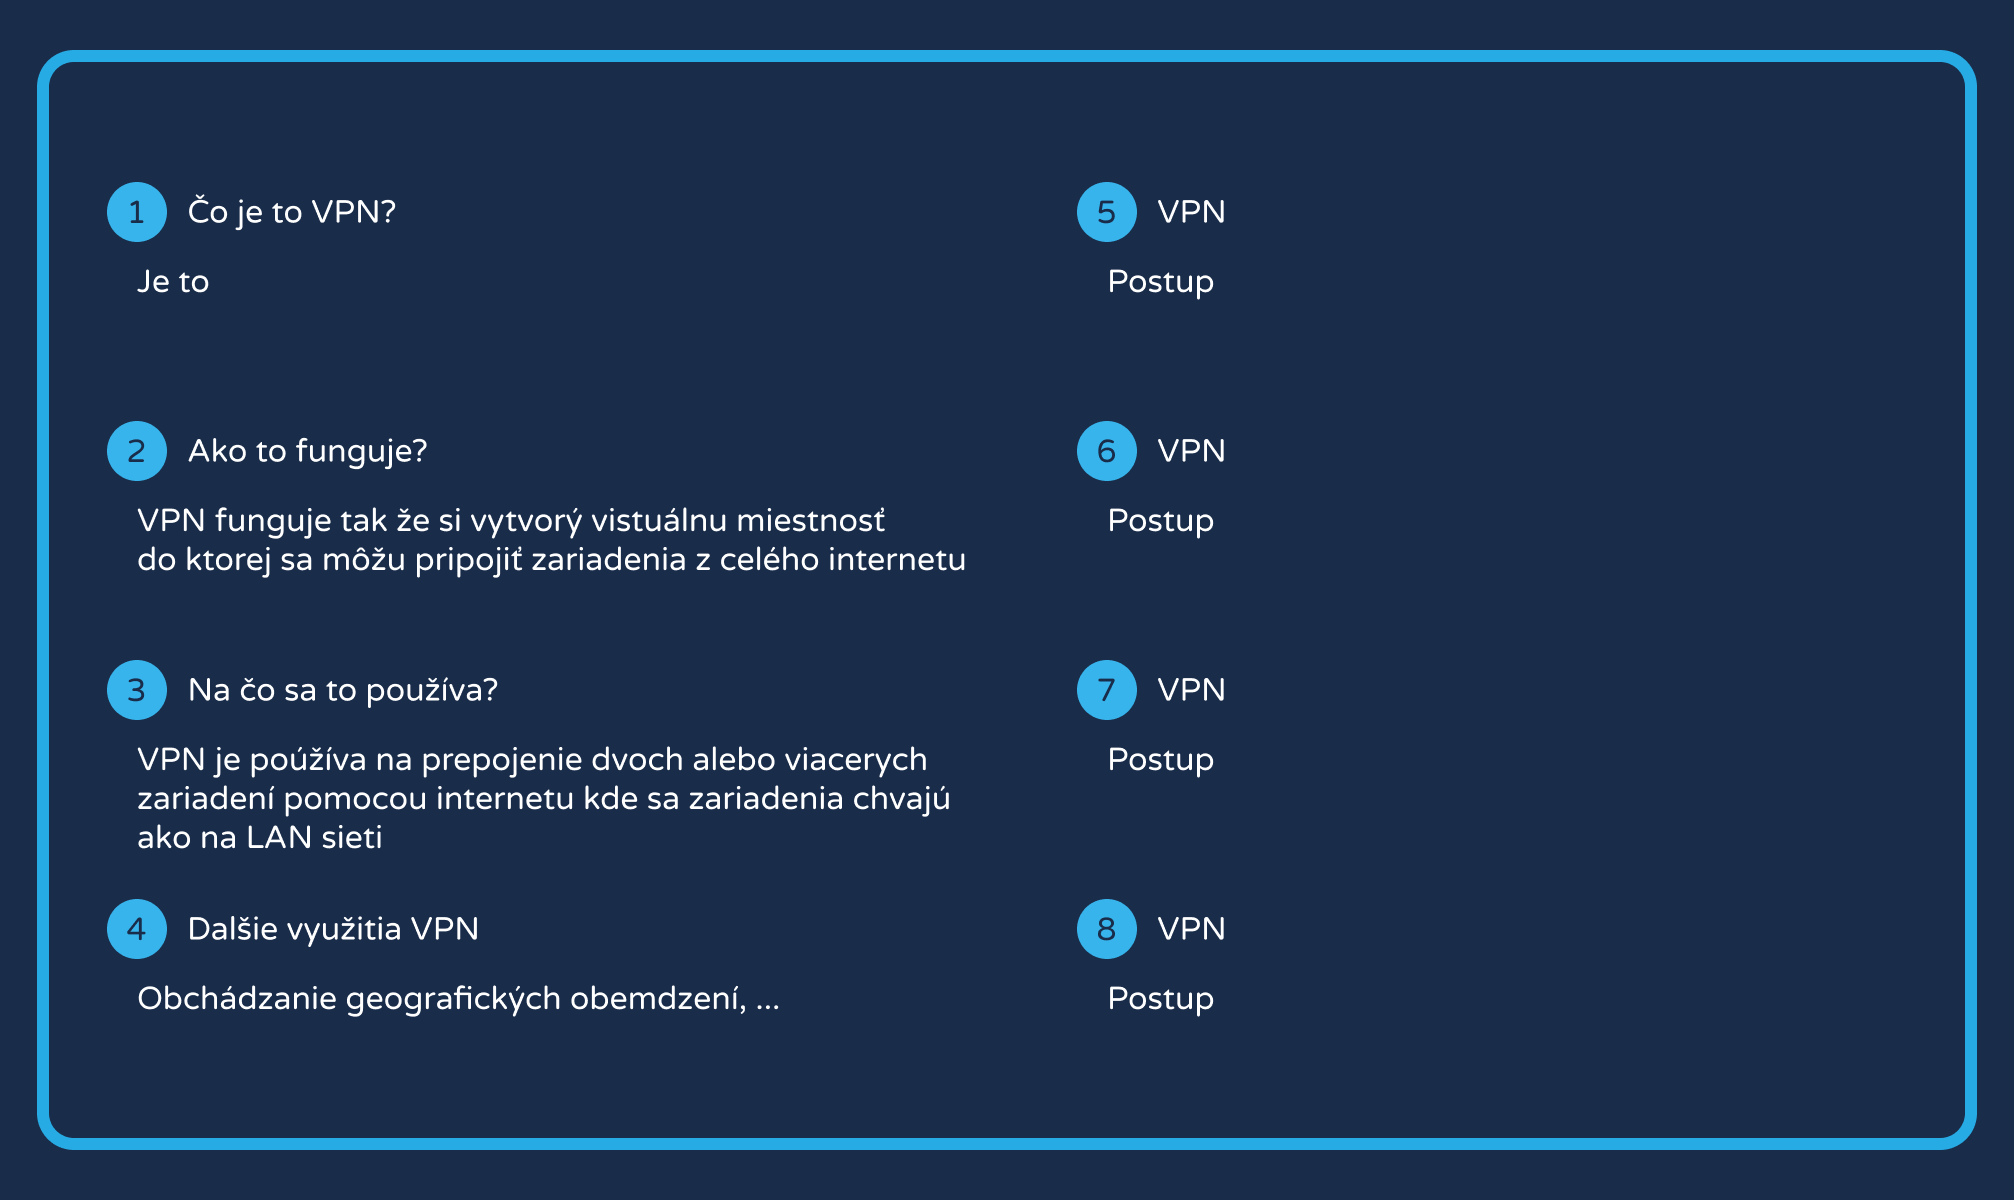 1 Čo je to VPN?
Je to
2 Ako to funguje?
VPN funguje tak že si vytvorý vistuálnu miestnosť
do ktorej sa môžu pripojiť zariadenia z celého internetu
3 Na čo sa to používa?
VPN je poúžíva na prepojenie dvoch alebo viacerych
zariadení pomocou internetu kde sa zariadenia chvajú
ako na LAN sieti
4 Dalšie využitia VPN
Obchádzanie geografických obemdzení, ...
5 VPN
Postup
6 VPN
Postup
7 VPN
Postup
8 VPN
Postup